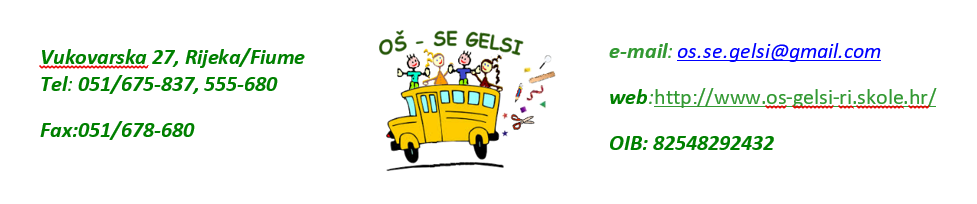 Vukovarska 27, Rijeka/Fiume
Tel: 051/675-837, 555-680
Fax:051/678-680
OŠ - SE GELSI
e-mail: os.se.gelsi@gmail.com
web:http://www.os-gelsi-ri.skole.hr/
OIB: 82548292432